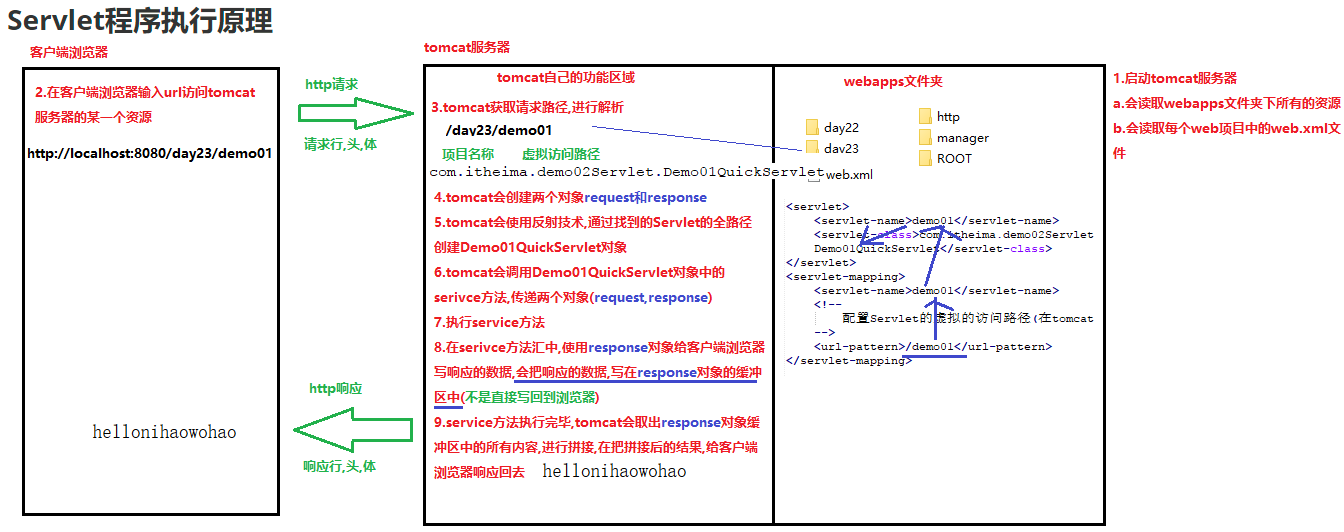 Servlet程序执行原理
客户端浏览器
2.在客户端浏览器输入url访问tomcat
服务器的某一个资源
http://localhost:8080/day23/demo01
hellonihaowohao
http请求
请求行,头,体
http响应
响应行,头,体
tomcat服务器
tomcat自己的功能区域
3.tomcat获取请求路径,进行解析
/day23/demo01
项目名称 虚拟访问路径
com.itheima.demo02Servlet.Demo01QuickServlet
4.tomcat会创建两个对象request和response
5.tomcat会使用反射技术,通过找到的Servlet的全路径
创建Demo01QuickServlet对象
6.tomcat会调用Demo01QuickServlet对象中的
serivce方法,传递两个对象(request,response)
7.执行service方法
8.在serivce方法汇中,使用response对象给客户端浏览器
写响应的数据,会把响应的数据,写在response对象的缓冲
区中(不是直接写回到浏览器)
9.service方法执行完毕,tomcat会取出response对象缓
冲区中的所有内容,进行拼接,在把拼接后的结果,给客户端
浏览器响应回去 hellonihaowohao
webapps文件夹
day22
day23
http
manager
ROOT
web.xml
<servlet>
<servlet-name>demo01</servlet-name>
<servlet-class>com.itheima.demo02Servlet
Demo01QuickServlet</servlet-class>
</servlet>
<servlet-mapping>
<servlet-name>demo01</servlet-name>
<!--
配置Servlet的虚拟的访问路径(在tomcat
-->
<url-pattern>/demo01</url-pattern>
</servlet-mapping>
1.启动tomcat服务器
a.会读取webapps文件夹下所有的资源
b.会读取每个web项目中的web.xml文
件